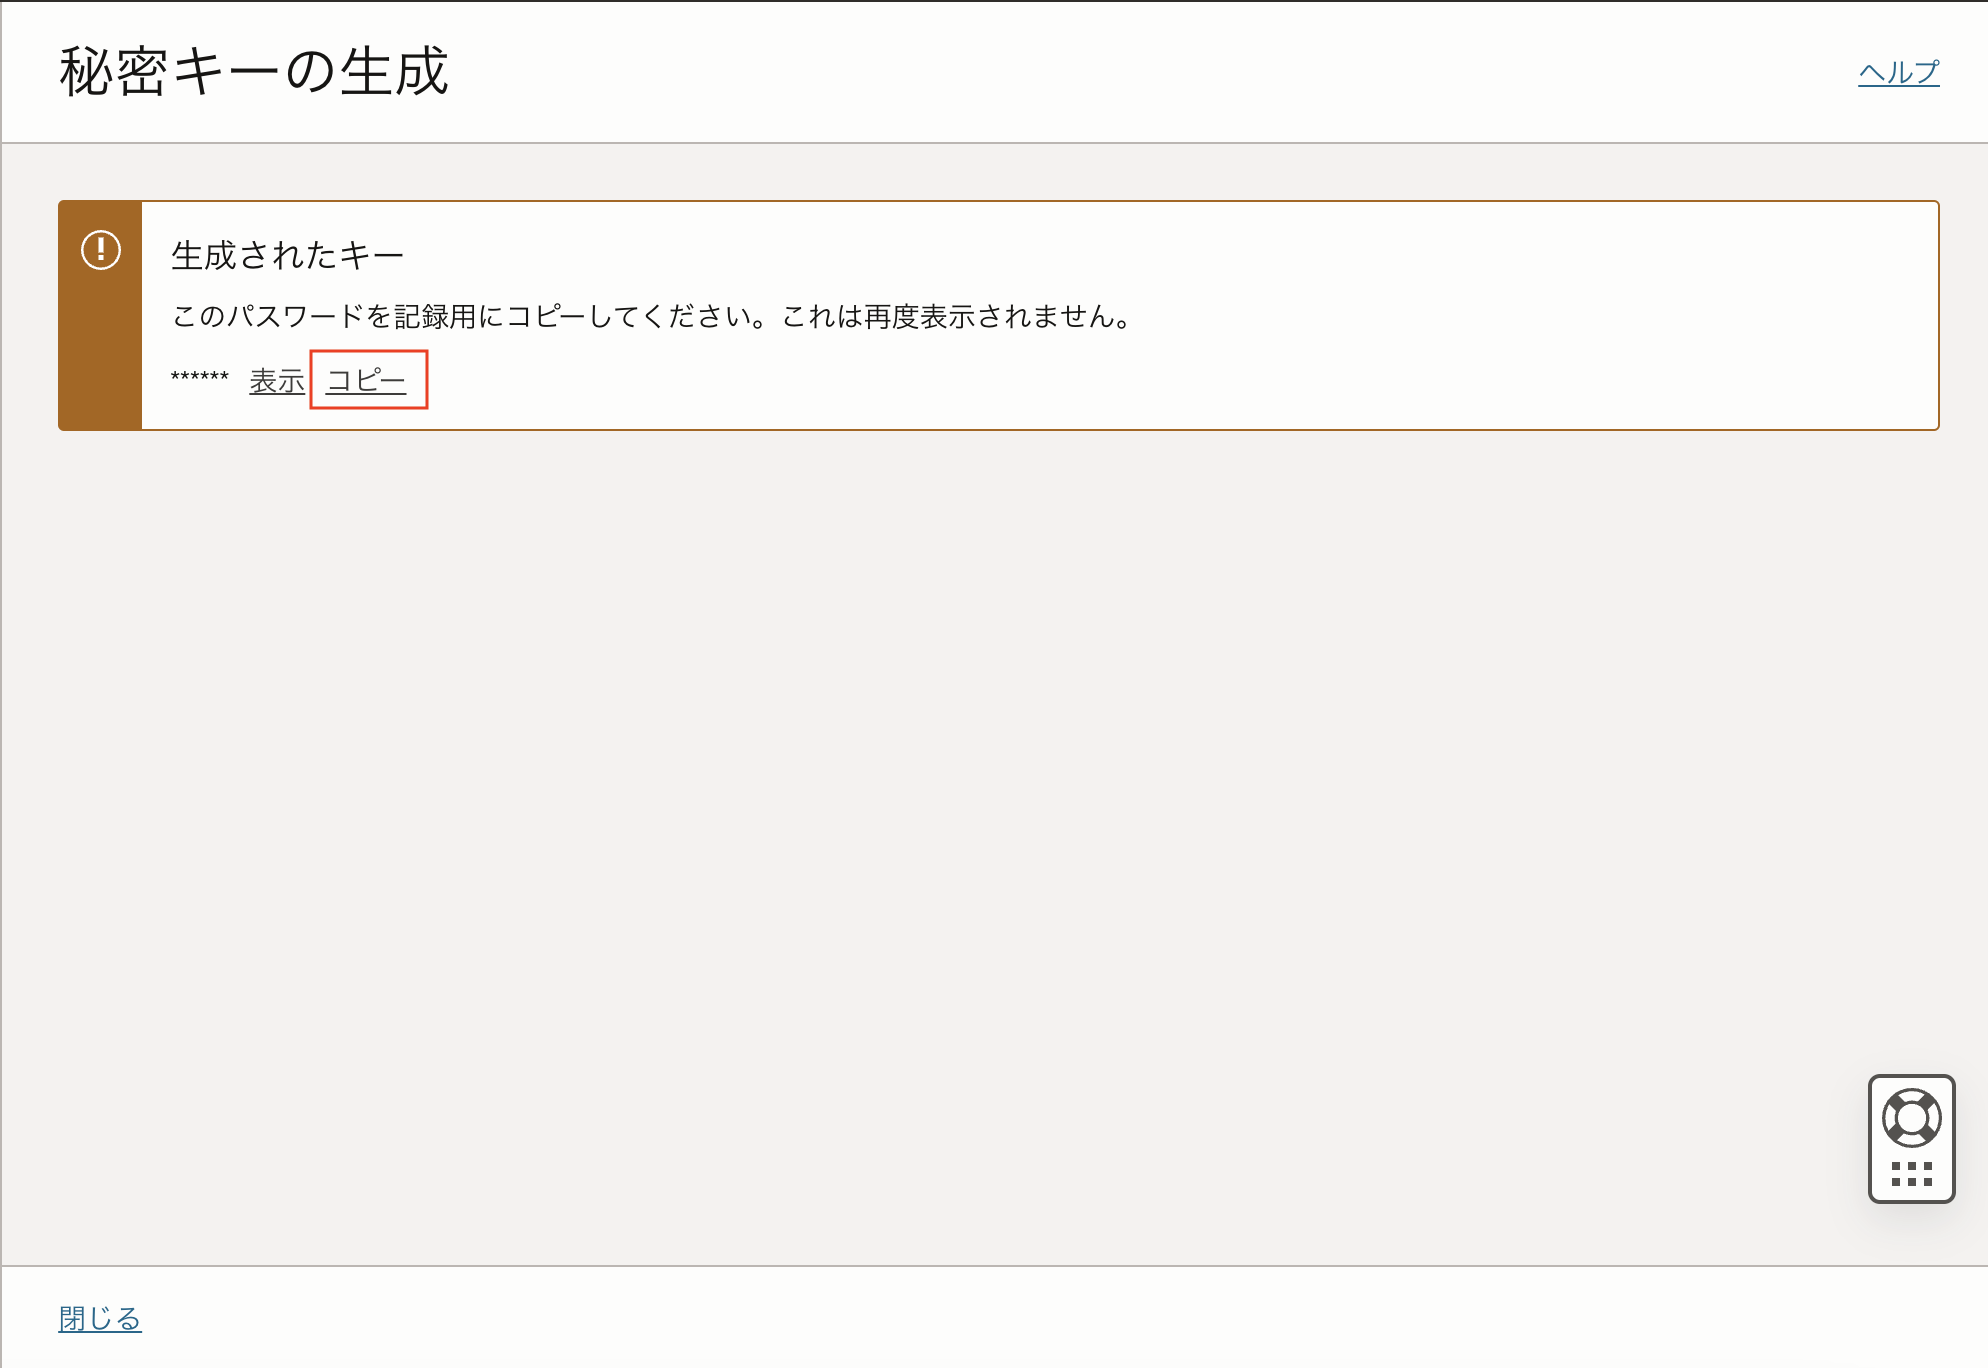 秘密キーの生成
ヘルプ
生成されたキー
このパスワードを記録用にコピーしてください。これは再度表示されません。
****** 表示 コピー
閉じる